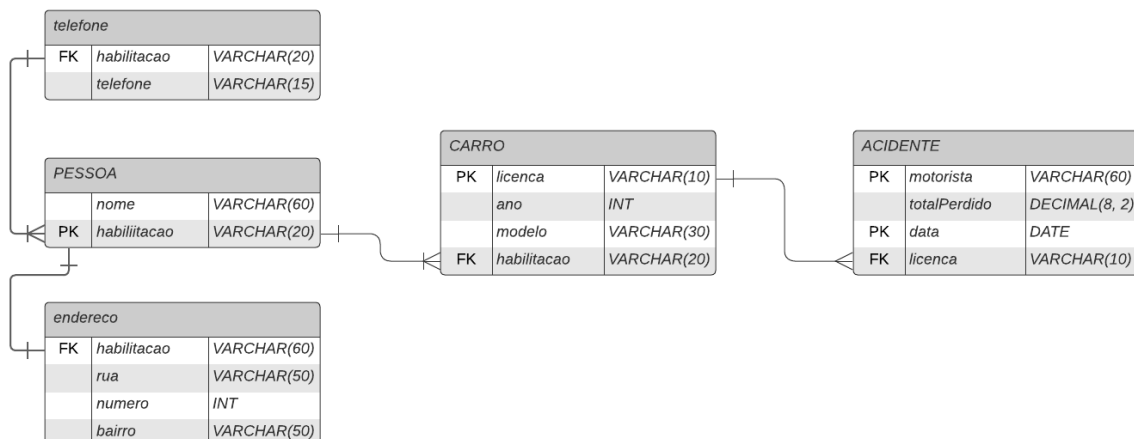 telefone
FK habilitacao VARCHAR(20)
telefone VARCHAR(15)
PESSOA
nome VARCHAR(60)
PK habiliitacao VARCHAR(20)
endereco
FK habilitacao VARCHAR(60)
rua VARCHAR(50)
numero INT
bairro VARCHAR(50)
CARRO
PK licenca VARCHAR(10)
ano INT
modelo VARCHAR(30)
FK habilitacao VARCHAR(20)
ACIDENTE
PK motorista VARCHAR(60)
totalPerdido DECIMAL(8, 2)
PK data DATE
FK licenca VARCHAR(10)